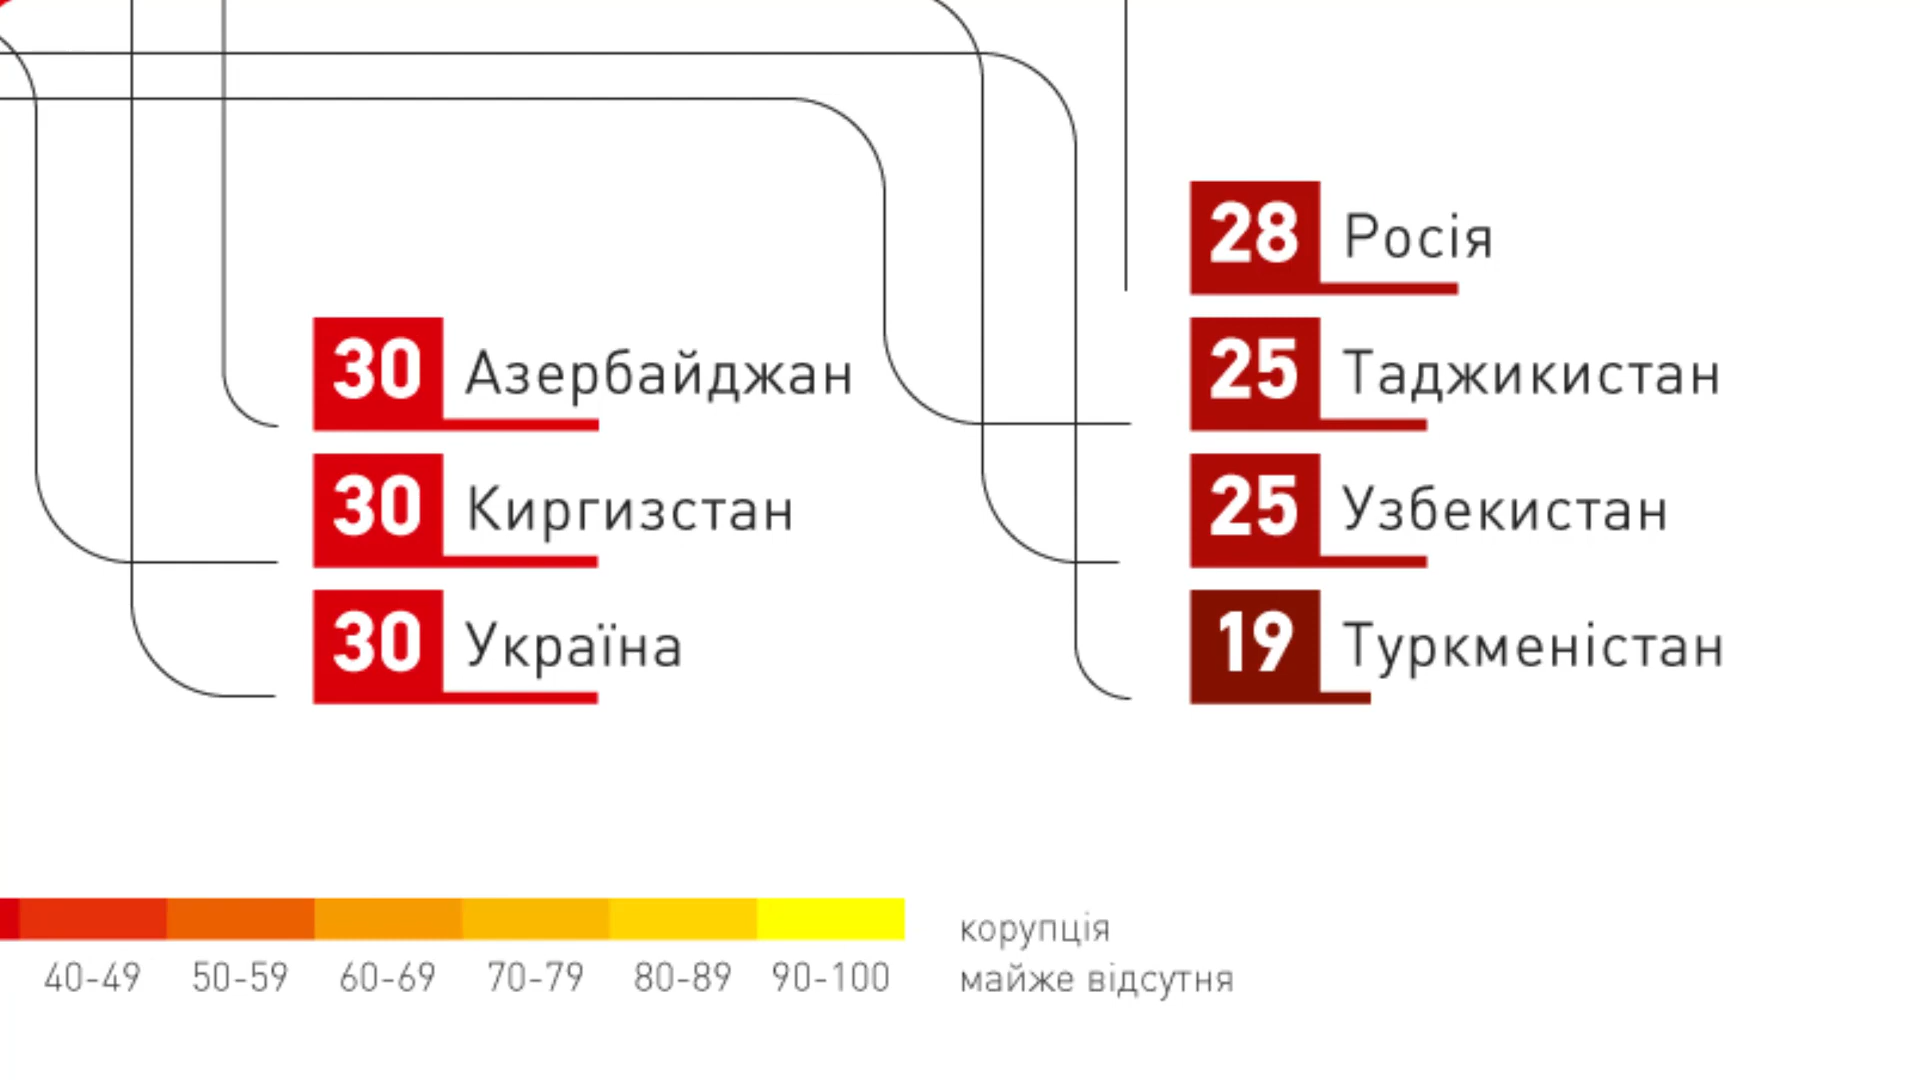 28 Росія
30 Азербайджан
25 Таджикистан
30 Киргизстан
25 Узбекистан
30 Україна
19 Туркменістан
корупція
майже відсутня
40-49 50-59 60-69 70-79 80-89 90-100